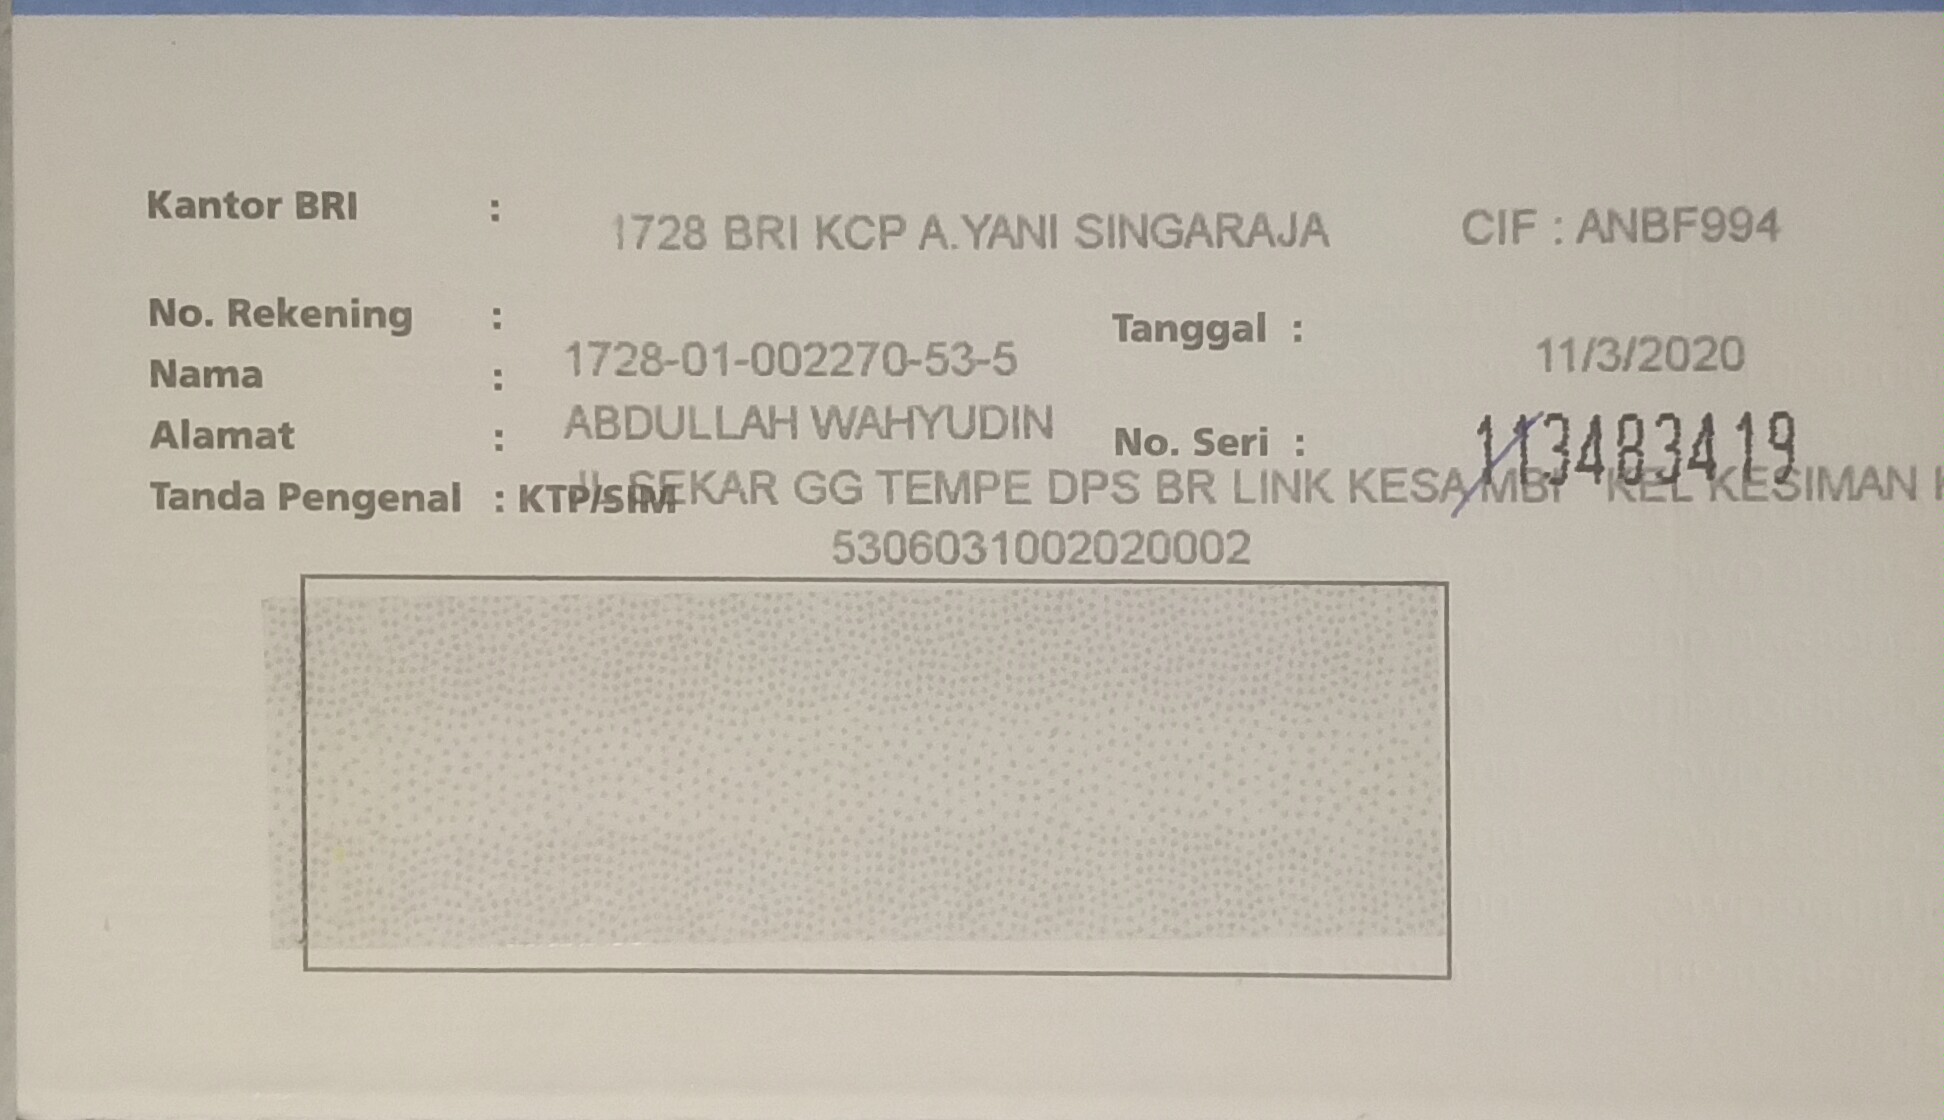 Kantor BRI : 1728 BRI KCP A.YANI SINGARAJA CIF : ANBF994
No. Rekening : 1728-01-002270-53-5 Tanggal : 11/3/2020
Nama : ABDULLAH WAHYUDIN No. Seri : 113483419
Alamat : SEKAR GG TEMPE DPS BR LINK KESAMBI KEL KESIMAN
Tanda Pengenal : KTP/SIM 5306031002020002